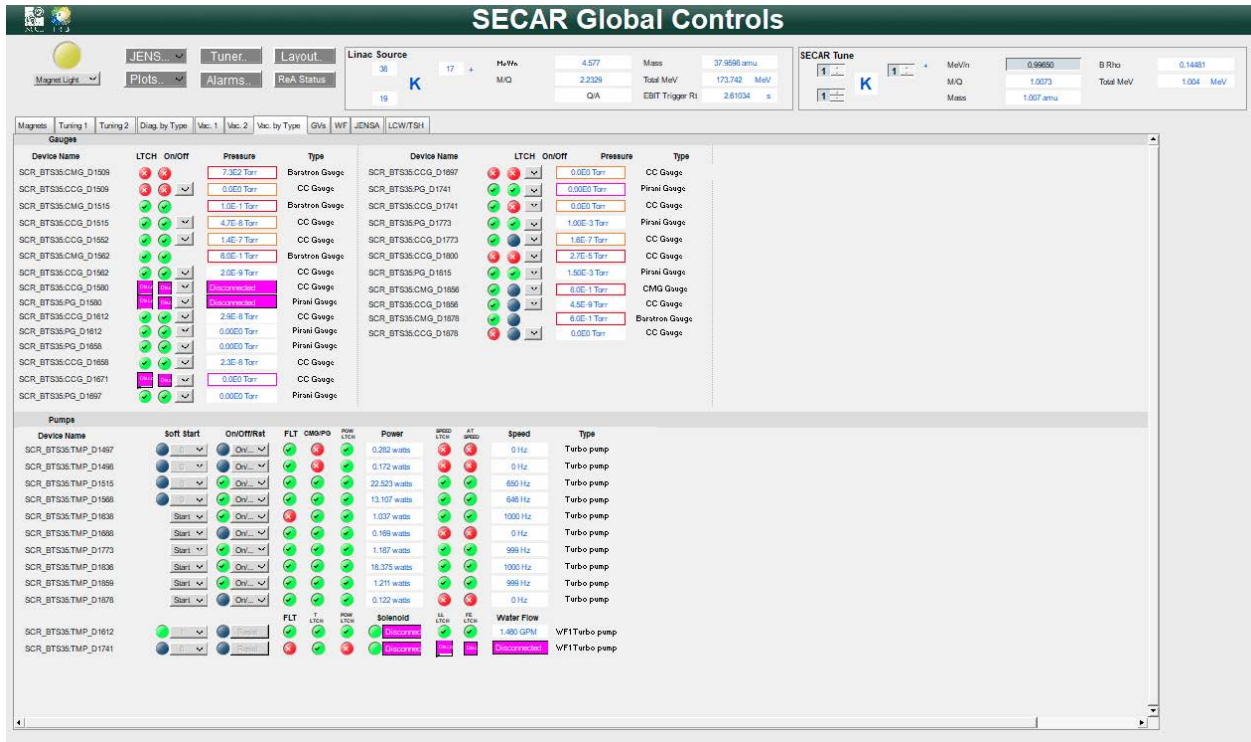 SECAR Global Controls
JENS... Tuner.. Layout..
Magnet Light Plots... Alarms.. ReA Status
Linac Source
38 17 + 4.577 Mass 37.9596 amu
K M/Q 2.2329 Total MeV 173.742 MeV
19 Q/A EBIT Trigger R 2.61034 s
SECAR Tune
1 1 + MeV/n 0.99650 B Rho 0.14481
K M/Q 1.0073 Total MeV 1.004 MeV
1 Mass 1.007 amu
Magnets Tuning 1 Tuning 2 Diag. by Type Vac. 1 Vac. 2 Vac. by Type GVs WF JENSA LCW/TSH
Gauges
Device Name LTCH On/Off Pressure Type Device Name LTCH On/Off Pressure Type
SCR_BTS35:CMG_D1509 7.3E2 Torr Baratron Gauge SCR_BTS35:CCG_D1697 0.0E0 Torr CC Gauge
SCR_BTS35:CCG_D1509 0.0E0 Torr CC Gauge SCR_BTS35:PG_D1741 0.00E0 Torr Pirani Gauge
SCR_BTS35:CMG_D1515 1.0E-1 Torr Baratron Gauge SCR_BTS35:CCG_D1741 0.0E0 Torr CC Gauge
SCR_BTS35:CCG_D1515 4.7E-8 Torr CC Gauge SCR_BTS35:PG_D1773 1.00E-3 Torr Pirani Gauge
SCR_BTS35:CCG_D1552 1.4E-7 Torr CC Gauge SCR_BTS35:CCG_D1773 1.6E-7 Torr CC Gauge
SCR_BTS35:CMG_D1562 6.0E-1 Torr Baratron Gauge SCR_BTS35:CCG_D1800 2.7E-5 Torr CC Gauge
SCR_BTS35:CCG_D1562 2.0E-9 Torr CC Gauge SCR_BTS35:PG_D1815 1.50E-3 Torr Pirani Gauge
SCR_BTS35:CCG_D1580 Disconnected CC Gauge SCR_BTS35:CMG_D1856 6.0E-1 Torr CMG Gauge
SCR_BTS35:PG_D1580 Disconnected Pirani Gauge SCR_BTS35:CCG_D1856 4.5E-9 Torr CC Gauge
SCR_BTS35:CCG_D1612 2.9E-8 Torr CC Gauge SCR_BTS35:CMG_D1878 6.0E-1 Torr Baratron Gauge
SCR_BTS35:PG_D1612 0.00E0 Torr Pirani Gauge SCR_BTS35:CCG_D1878 0.0E0 Torr CC Gauge
SCR_BTS35:PG_D1658 0.00E0 Torr Pirani Gauge
SCR_BTS35:CCG_D1658 2.3E-8 Torr CC Gauge
SCR_BTS35:CCG_D1671 0.0E0 Torr CC Gauge
SCR_BTS35:PG_D1697 0.00E0 Torr Pirani Gauge
Pumps
Device Name Soft Start On/Off/Rst FLT CMG/PG POW LTCH Power SPEED LTCH AT SPEED Speed Type
SCR_BTS35:TMP_D1497 0 On/... 0.282 watts 0 Hz Turbo pump
SCR_BTS35:TMP_D1498 0 On/... 0.172 watts 0 Hz Turbo pump
SCR_BTS35:TMP_D1515 0 On/... 22.523 watts 650 Hz Turbo pump
SCR_BTS35:TMP_D1568 0 On/... 13.107 watts 646 Hz Turbo pump
SCR_BTS35:TMP_D1638 Start On/... 1.037 watts 1000 Hz Turbo pump
SCR_BTS35:TMP_D1688 Start On/... 0.169 watts 0 Hz Turbo pump
SCR_BTS35:TMP_D1773 Start On/... 1.187 watts 999 Hz Turbo pump
SCR_BTS35:TMP_D1836 Start On/... 18.375 watts 1000 Hz Turbo pump
SCR_BTS35:TMP_D1859 Start On/... 1.211 watts 999 Hz Turbo pump
SCR_BTS35:TMP_D1878 Start On/... 0.122 watts 0 Hz Turbo pump
FLT T LTCH POW LTCH Solenoid LL LTCH FE LTCH Water Flow
SCR_BTS35:TMP_D1612 Reset Disconnec 1.480 GPM WF1Turbo pump
SCR_BTS35:TMP_D1741 0 Reset Disconnec Disconnected WF1Turbo pump